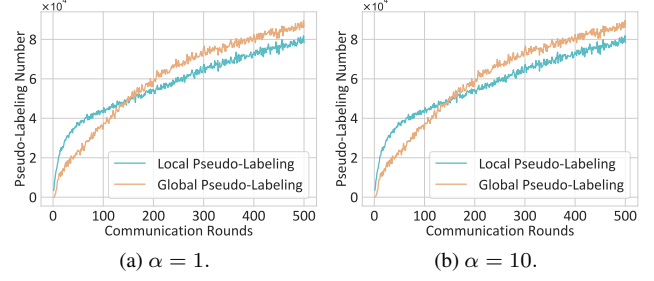 ×10⁴
8
6
4
2
0
Pseudo-Labeling Number
Local Pseudo-Labeling
Global Pseudo-Labeling
0 100 200 300 400 500
Communication Rounds
(a) α = 1.
×10⁴
8
6
4
2
0
Pseudo-Labeling Number
Local Pseudo-Labeling
Global Pseudo-Labeling
0 100 200 300 400 500
Communication Rounds
(b) α = 10.